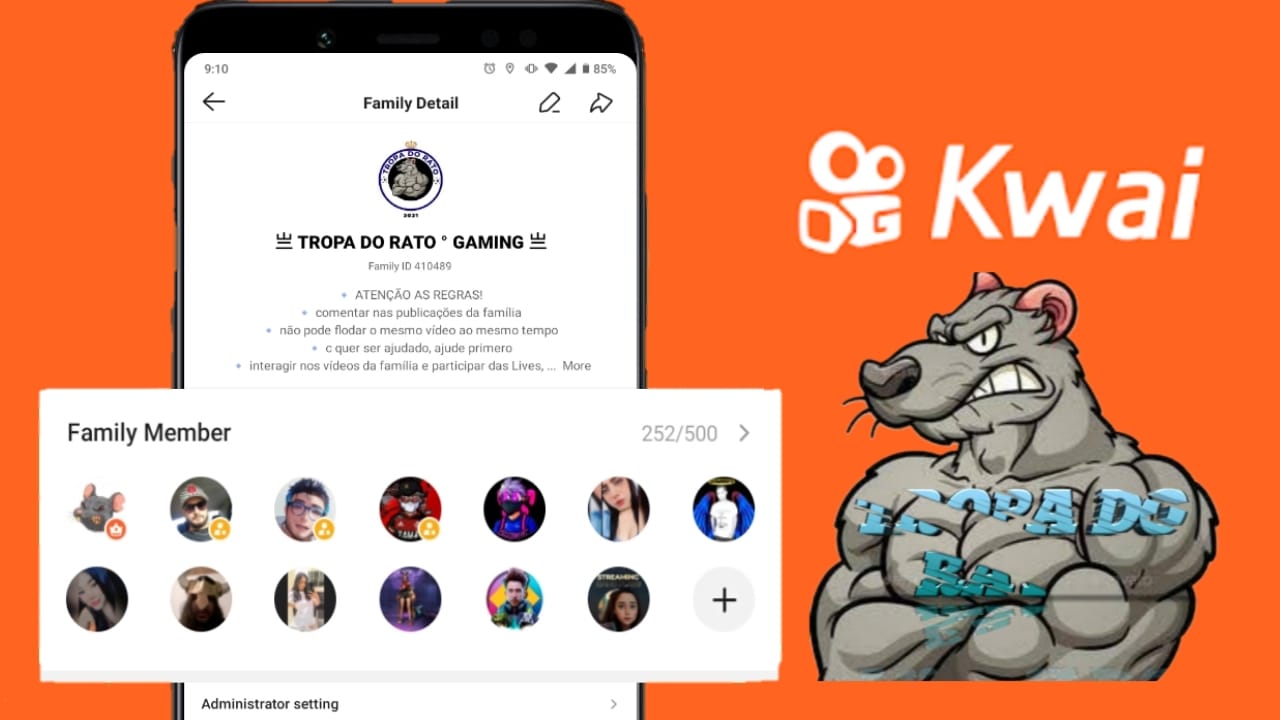 9:10
85%
Family Detail
TROPA DO RATO
2021
TROPA DO RATO ° GAMING
Family ID 410489
ATENÇÃO AS REGRAS!
comentar nas publicações da família
não pode flodar o mesmo vídeo ao mesmo tempo
c quer ser ajudado, ajude primero
interagir nos vídeos da família e participar das Lives, ... More
Family Member
252/500
STREAMING
+
Administrator setting
Kwai
TROPA DO